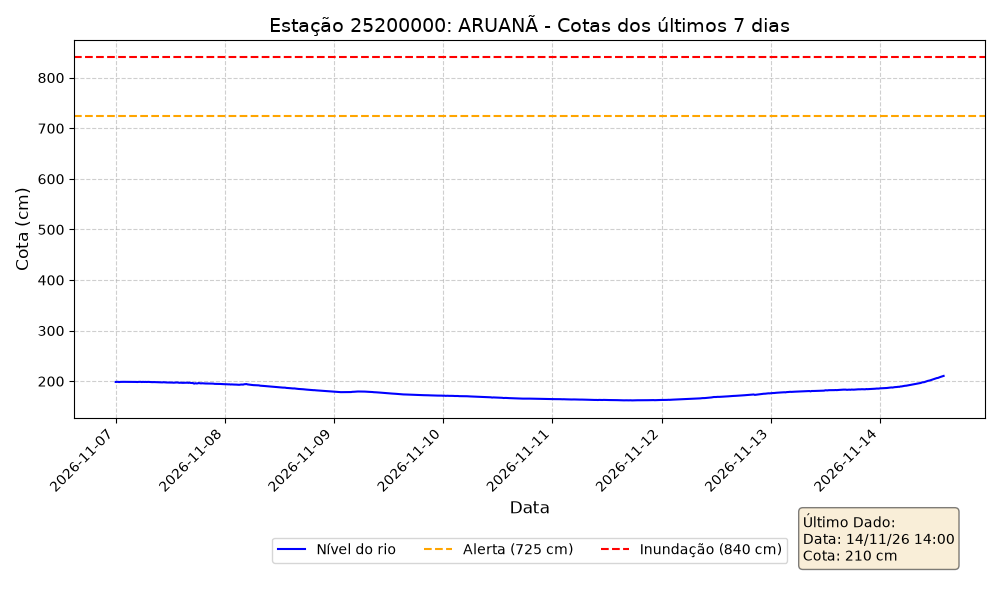 Estação 25200000: ARUANÃ - Cotas dos últimos 7 dias
Cota (cm)
800
700
600
500
400
300
200
2026-11-07
2026-11-08
2026-11-09
2026-11-10
2026-11-11
2026-11-12
2026-11-13
2026-11-14
Data
Nível do rio
Alerta (725 cm)
Inundação (840 cm)
Último Dado:
Data: 14/11/26 14:00
Cota: 210 cm